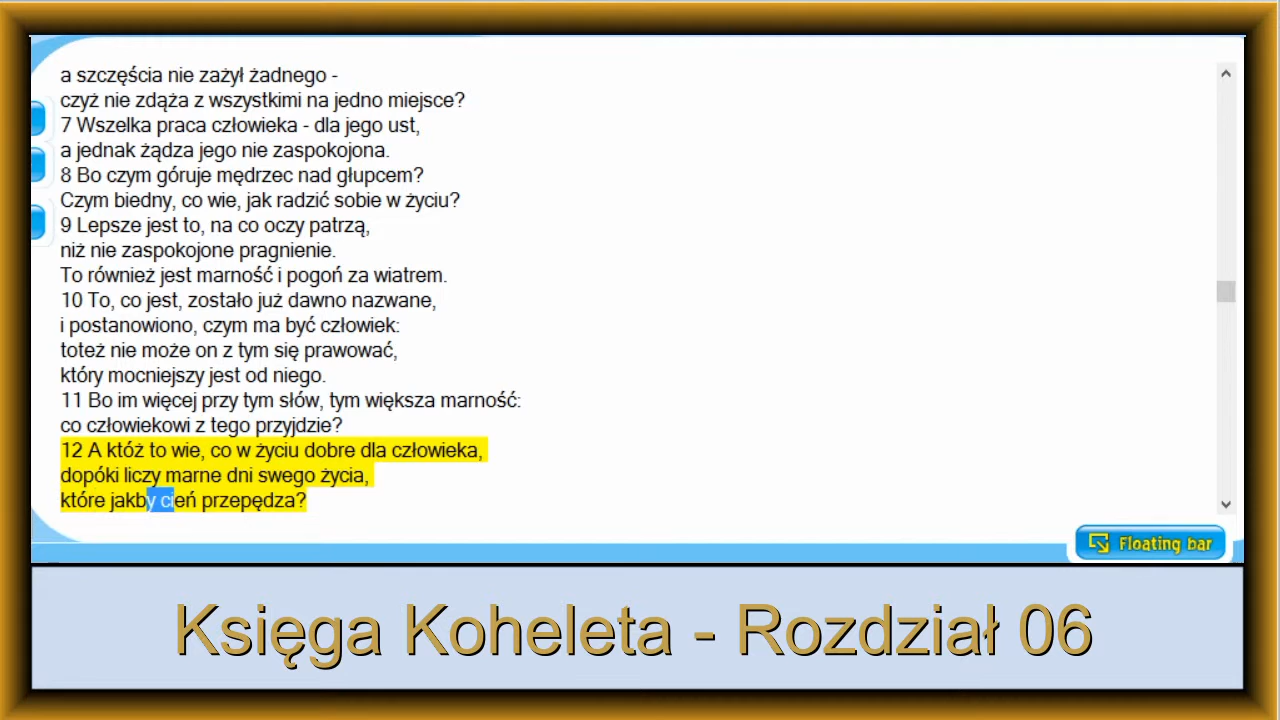 a szczęścia nie zażył żadnego -
czyż nie zdąża z wszystkimi na jedno miejsce?
7 Wszelka praca człowieka - dla jego ust,
a jednak żądza jego nie zaspokojona.
8 Bo czym góruje mędrzec nad głupcem?
Czym biedny, co wie, jak radzić sobie w życiu?
9 Lepsze jest to, na co oczy patrzą,
niż nie zaspokojone pragnienie.
To również jest marność i pogoń za wiatrem.
10 To, co jest, zostało już dawno nazwane,
i postanowiono, czym ma być człowiek:
toteż nie może on z tym się prawować,
który mocniejszy jest od niego.
11 Bo im więcej przy tym słów, tym większa marność:
co człowiekowi z tego przyjdzie?
12 A któż to wie, co w życiu dobre dla człowieka,
dopóki liczy marne dni swego życia,
które jakby cień przepędza?
Floating bar
Księga Koheleta - Rozdział 06